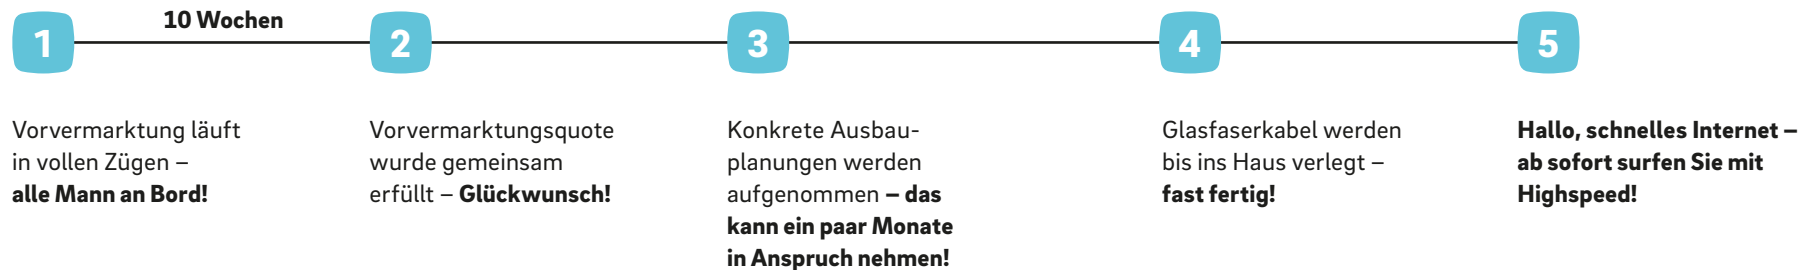 10 Wochen
1
2
3
4
5
Vorvermarktung läuft
in vollen Zügen –
alle Mann an Bord!
Vorvermarktungsquote
wurde gemeinsam
erfüllt – Glückwunsch!
Konkrete Ausbau-
planungen werden
aufgenommen – das
kann ein paar Monate
in Anspruch nehmen!
Glasfaserkabel werden
bis ins Haus verlegt –
fast fertig!
Hallo, schnelles Internet –
ab sofort surfen Sie mit
Highspeed!